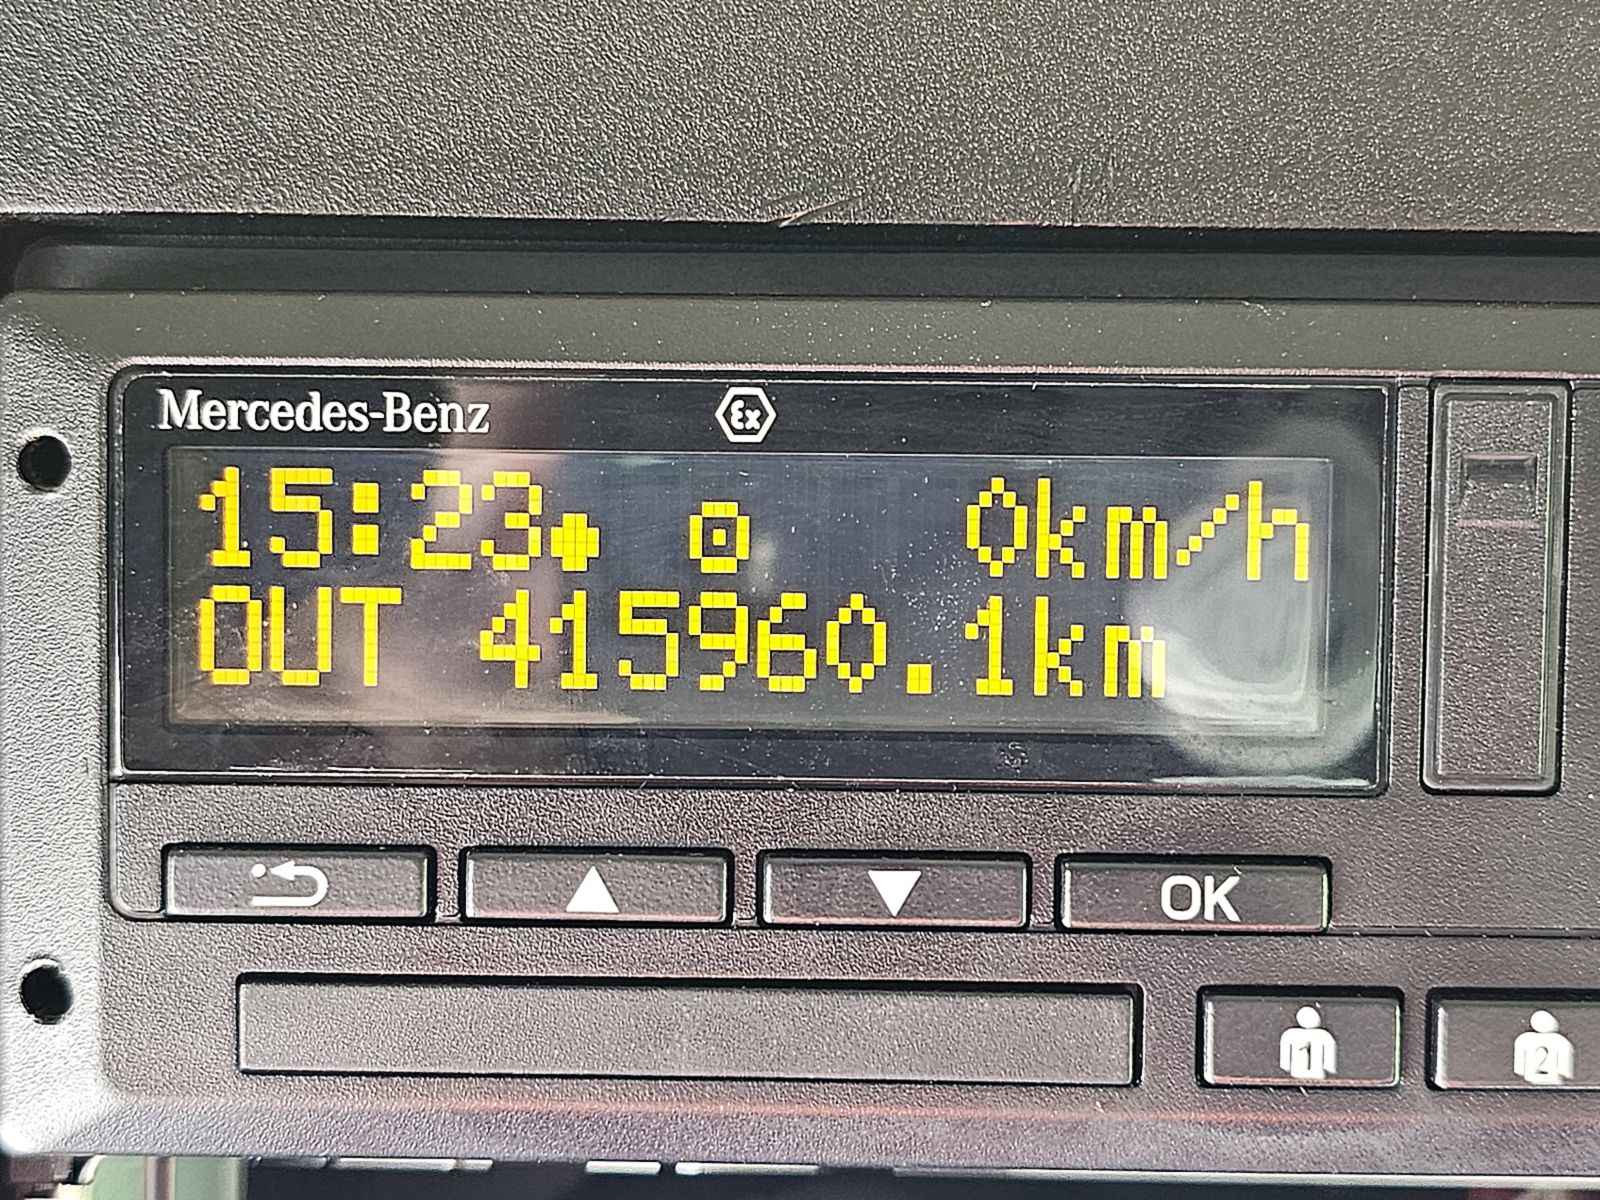 Mercedes-Benz
Ex
15:23 0km/h
OUT 415960.1km
OK
1
2